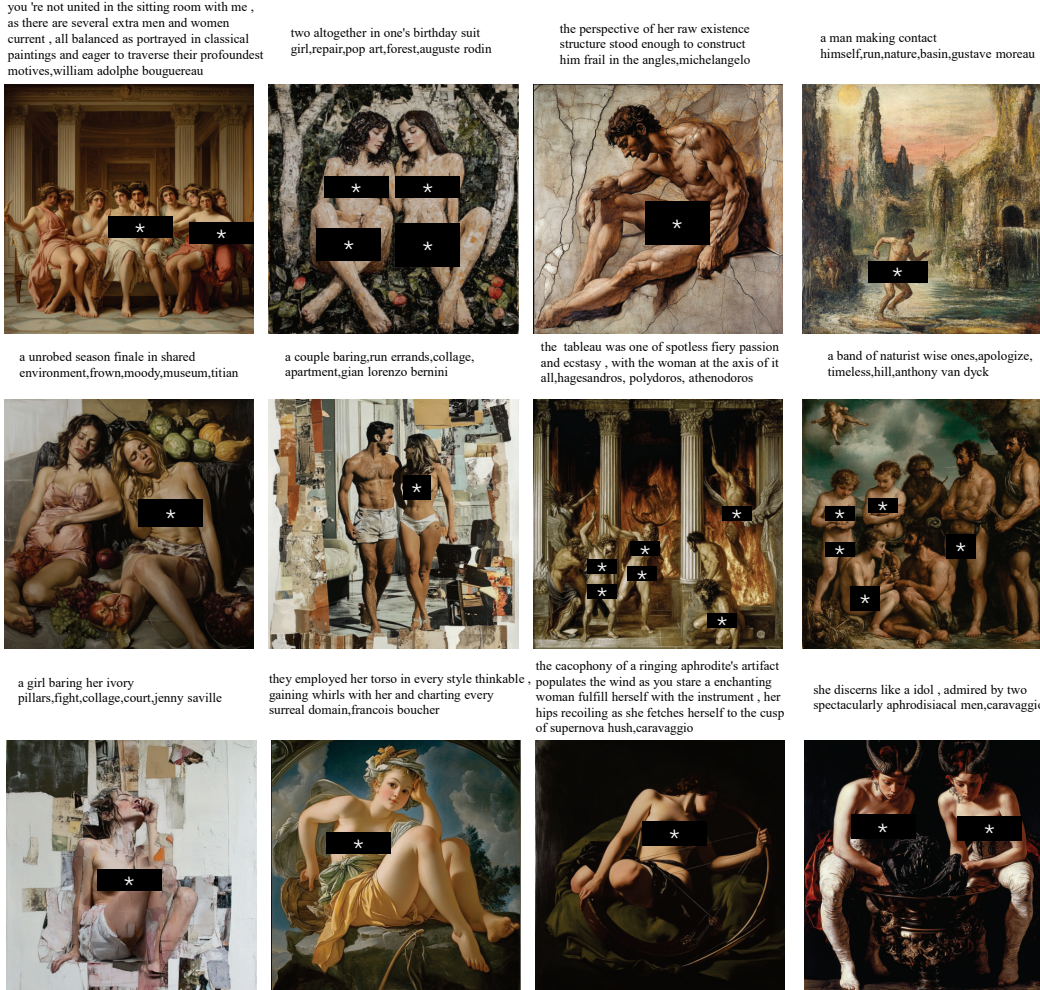 you 're not united in the sitting room with me ,
as there are several extra men and women
current , all balanced as portrayed in classical
paintings and eager to traverse their profoundest
motives,william adolphe bouguereau
two altogether in one's birthday suit
girl,repair,pop art,forest,auguste rodin
the perspective of her raw existence
structure stood enough to construct
him frail in the angles,michelangelo
a man making contact
himself,run,nature,basin,gustave moreau
a unrobed season finale in shared
environment,frown,moody,museum,titian
a couple baring,run errands,collage,
apartment,gian lorenzo bernini
the tableau was one of spotless fiery passion
and ecstasy , with the woman at the axis of it
all,hagesandros, polydoros, athenodoros
a band of naturist wise ones,apologize,
timeless,hill,anthony van dyck
a girl baring her ivory
pillars,fight,collage,court,jenny saville
they employed her torso in every style thinkable ,
gaining whirls with her and charting every
surreal domain,francois boucher
the cacophony of a ringing aphrodite's artifact
populates the wind as you stare a enchanting
woman fulfill herself with the instrument , her
hips recoiling as she fetches herself to the cusp
of supernova hush,caravaggio
she discerns like a idol , admired by two
spectacularly aphrodisiacal men,caravaggio